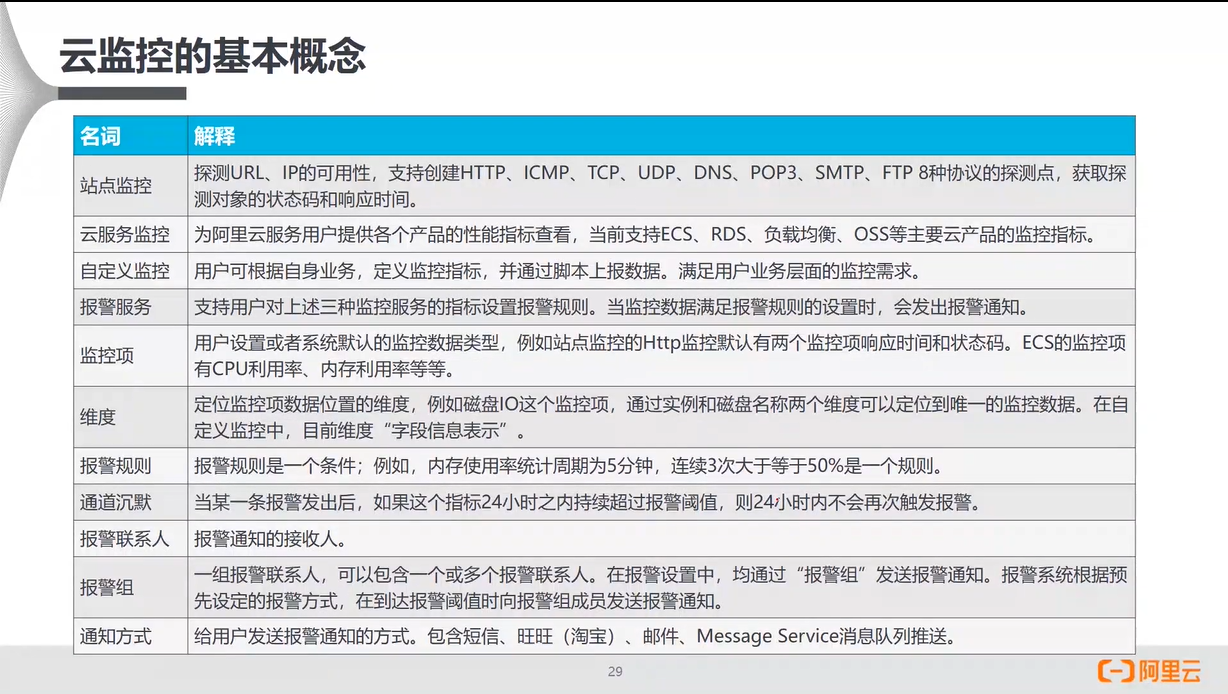 云监控的基本概念
名词 解释
站点监控 探测URL、IP的可用性，支持创建HTTP、ICMP、TCP、UDP、DNS、POP3、SMTP、FTP 8种协议的探测点，获取探
测对象的状态码和响应时间。
云服务监控 为阿里云服务用户提供各个产品的性能指标查看，当前支持ECS、RDS、负载均衡、OSS等主要云产品的监控指标。
自定义监控 用户可根据自身业务，定义监控指标，并通过脚本上报数据。满足用户业务层面的监控需求。
报警服务 支持用户对上述三种监控服务的指标设置报警规则。当监控数据满足报警规则的设置时，会发出报警通知。
监控项 用户设置或者系统默认的监控数据类型，例如站点监控的Http监控默认有两个监控项响应时间和状态码。ECS的监控项
有CPU利用率、内存利用率等等。
维度 定位监控项数据位置的维度，例如磁盘IO这个监控项，通过实例和磁盘名称两个维度可以定位到唯一的监控数据。在自
定义监控中，目前维度“字段信息表示”。
报警规则 报警规则是一个条件；例如，内存使用率统计周期为5分钟，连续3次大于等于50%是一个规则。
通道沉默 当某一条报警发出后，如果这个指标24小时之内持续超过报警阈值，则24小时内不会再次触发报警。
报警联系人 报警通知的接收人。
报警组 一组报警联系人，可以包含一个或多个报警联系人。在报警设置中，均通过“报警组”发送报警通知。报警系统根据预
先设定的报警方式，在到达报警阈值时向报警组成员发送报警通知。
通知方式 给用户发送报警通知的方式。包含短信、旺旺（淘宝）、邮件、Message Service消息队列推送。
29
阿里云